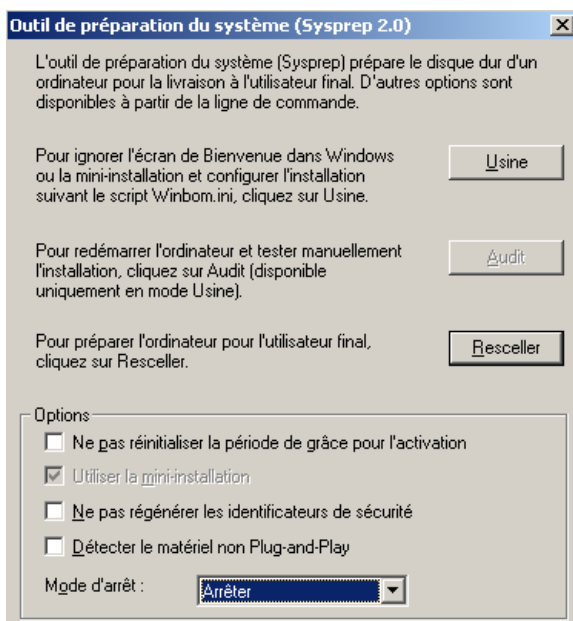 Outil de préparation du système (Sysprep 2.0)
L'outil de préparation du système (Sysprep) prépare le disque dur d'un
ordinateur pour la livraison à l'utilisateur final. D'autres options sont
disponibles à partir de la ligne de commande.
Pour ignorer l'écran de Bienvenue dans Windows
ou la mini-installation et configurer l'installation
suivant le script Winbom.ini, cliquez sur Usine.
Usine
Pour redémarrer l'ordinateur et tester manuellement
l'installation, cliquez sur Audit (disponible
uniquement en mode Usine).
Audit
Pour préparer l'ordinateur pour l'utilisateur final,
cliquez sur Resceller.
Resceller
Options
Ne pas réinitialiser la période de grâce pour l'activation
Utiliser la mini-installation
Ne pas régénérer les identificateurs de sécurité
Détecter le matériel non Plug-and-Play
Mode d'arrêt : Arrêter